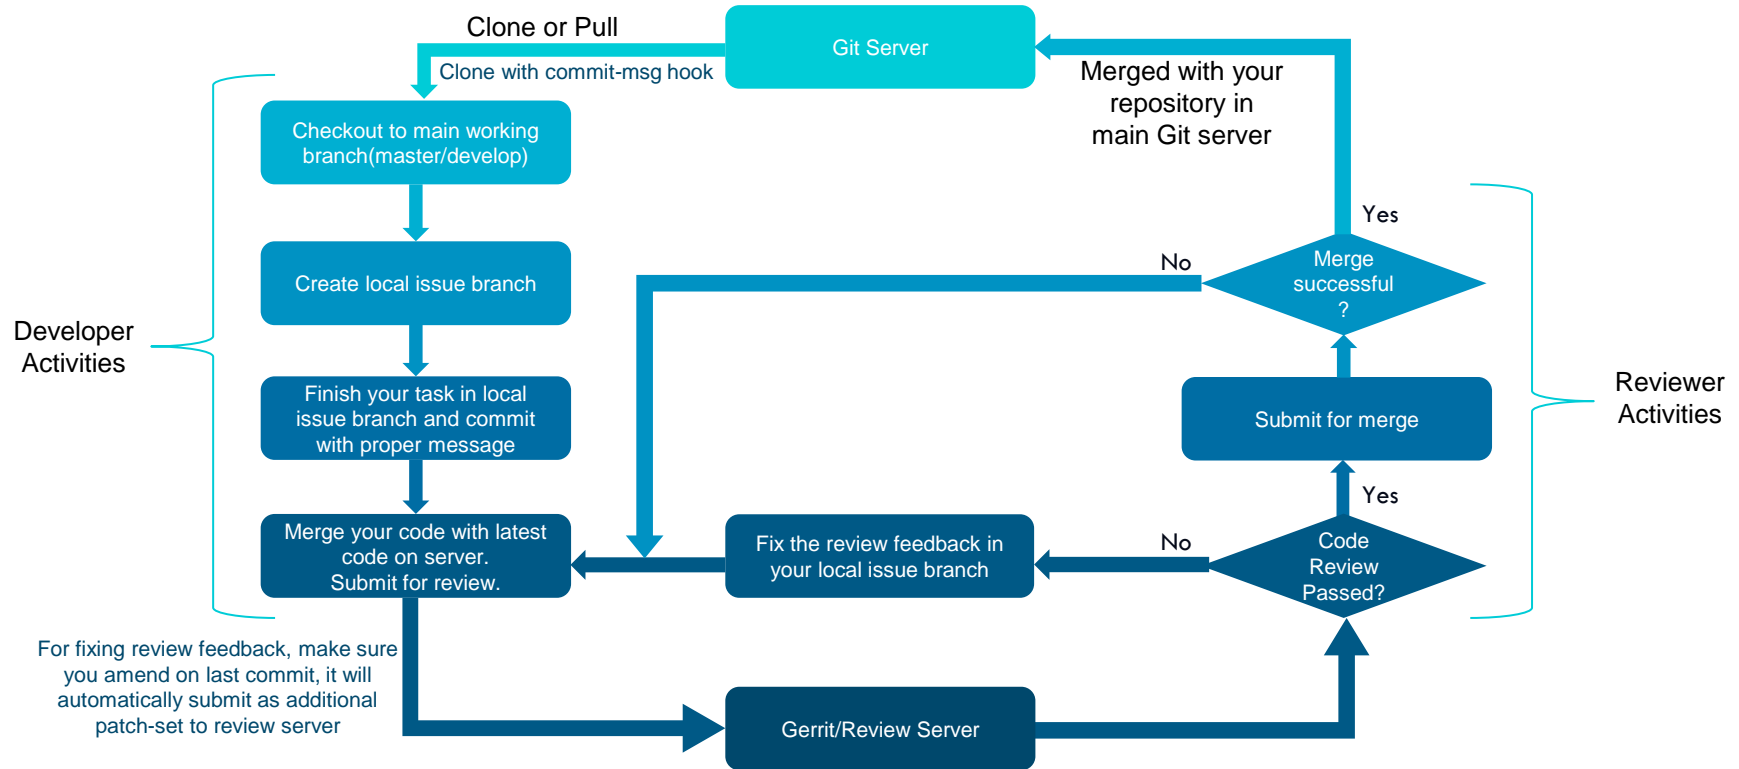 Clone or Pull
Clone with commit-msg hook
Git Server
Merged with your
repository in
main Git server
Checkout to main working
branch(master/develop)
Create local issue branch
Finish your task in local
issue branch and commit
with proper message
Merge your code with latest
code on server.
Submit for review.
Developer
Activities
For fixing review feedback, make sure
you amend on last commit, it will
automatically submit as additional
patch-set to review server
Gerrit/Review Server
Fix the review feedback in
your local issue branch
No
Code
Review
Passed?
Yes
Submit for merge
Merge
successful
?
No
Yes
Reviewer
Activities